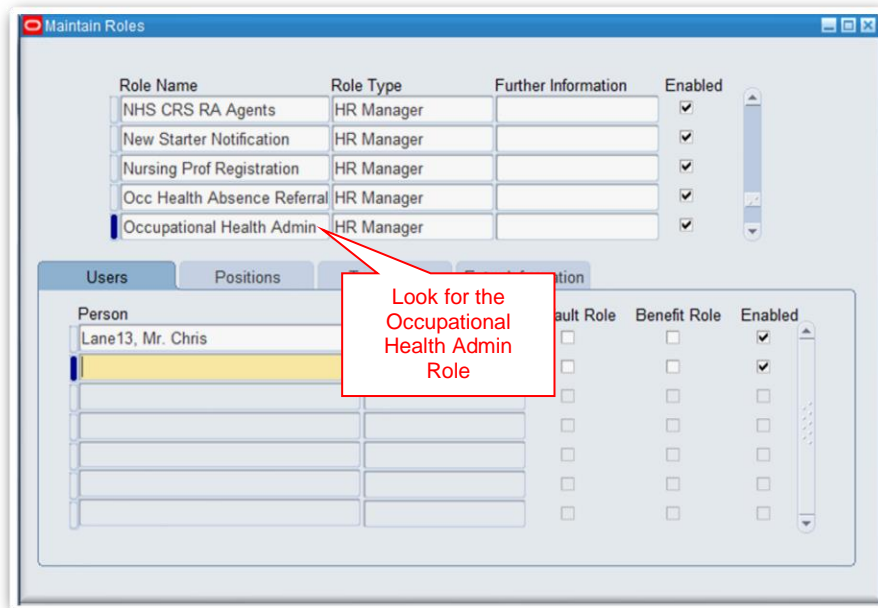 Maintain Roles
Role Name Role Type Further Information Enabled
NHS CRS RA Agents HR Manager
New Starter Notification HR Manager
Nursing Prof Registration HR Manager
Occ Health Absence Referral HR Manager
Occupational Health Admin HR Manager
Users Positions
Person Role Benefit Role Enabled
Lane13, Mr. Chris
Look for the
Occupational
Health Admin
Role